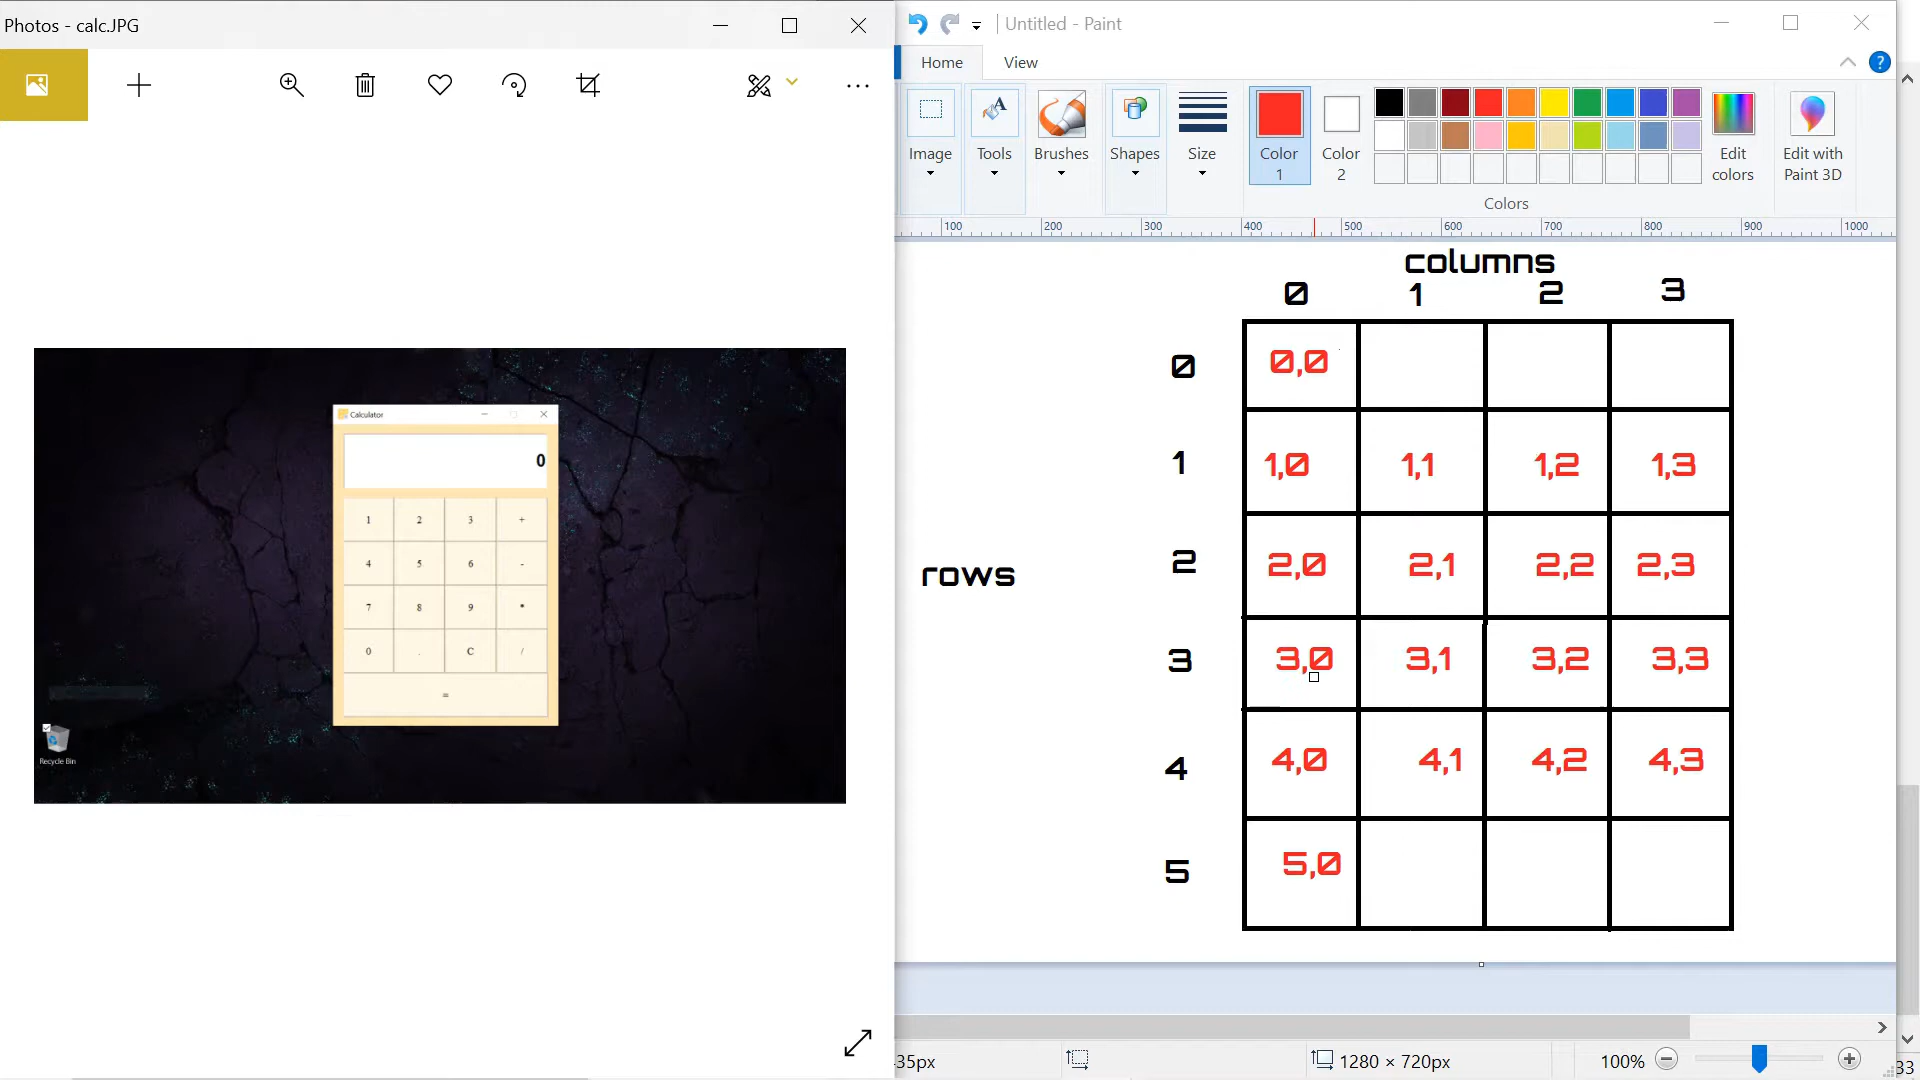 Photos - calc.JPG
Calculator
0
1 2 3 +
4 5 6 -
7 8 9 *
0 . C /
=
Recycle Bin
Untitled - Paint
Home View
?
Image Tools Brushes Shapes Size Color 1 Color 2 Edit colors Edit with Paint 3D
Colors
100 200 300 400 500 600 700 800 900 1000
columns
0 1 2 3
0 0,0
1 1,0 1,1 1,2 1,3
2 2,0 2,1 2,2 2,3
rows
3 3,0 3,1 3,2 3,3
4 4,0 4,1 4,2 4,3
5 5,0
35px
1280 × 720px
100%
33